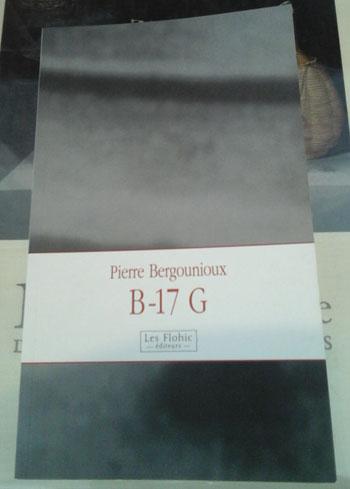 Pierre Bergounioux
B-17 G
Les Flohic
— éditeurs —